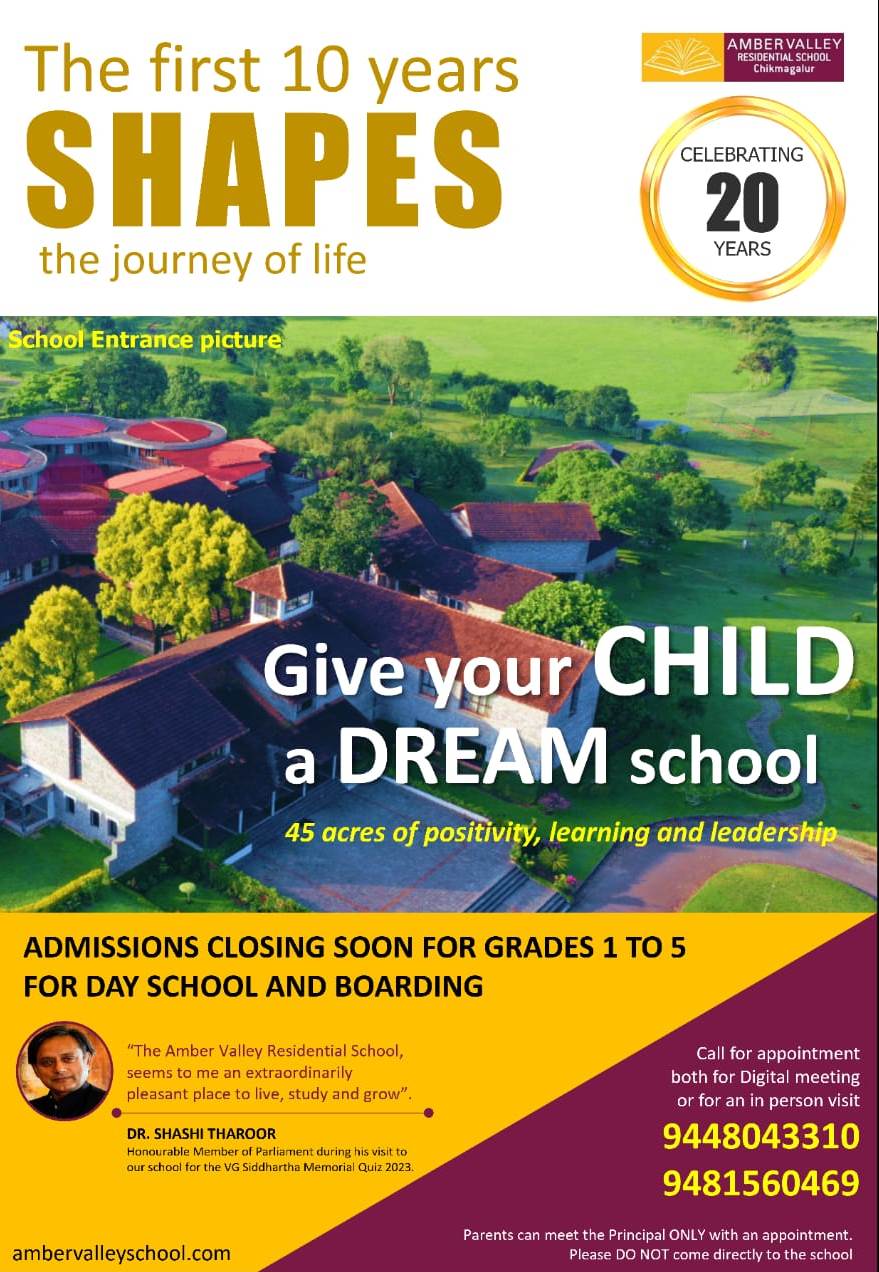 The first 10 years
SHAPES
the journey of life
AMBER VALLEY
RESIDENTIAL SCHOOL
Chikmagalur
CELEBRATING
20
YEARS
School Entrance picture
Give your CHILD
a DREAM school
45 acres of positivity, learning and leadership
ADMISSIONS CLOSING SOON FOR GRADES 1 TO 5
FOR DAY SCHOOL AND BOARDING
“The Amber Valley Residential School,
seems to me an extraordinarily
pleasant place to live, study and grow”.
DR. SHASHI THAROOR
Honourable Member of Parliament during his visit to
our school for the VG Siddhartha Memorial Quiz 2023.
Call for appointment
both for Digital meeting
or for an in person visit
9448043310
9481560469
Parents can meet the Principal ONLY with an appointment.
Please DO NOT come directly to the school
ambervalleyschool.com